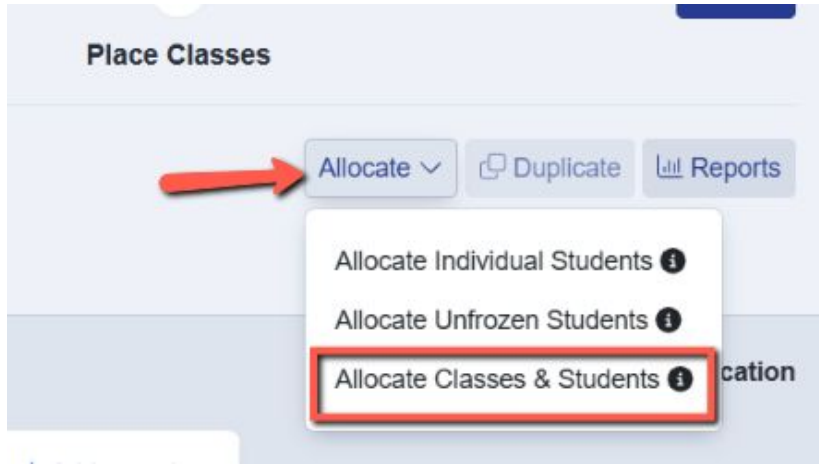 Place Classes
Allocate Duplicate Reports
Allocate Individual Students
Allocate Unfrozen Students
Allocate Classes & Students cation